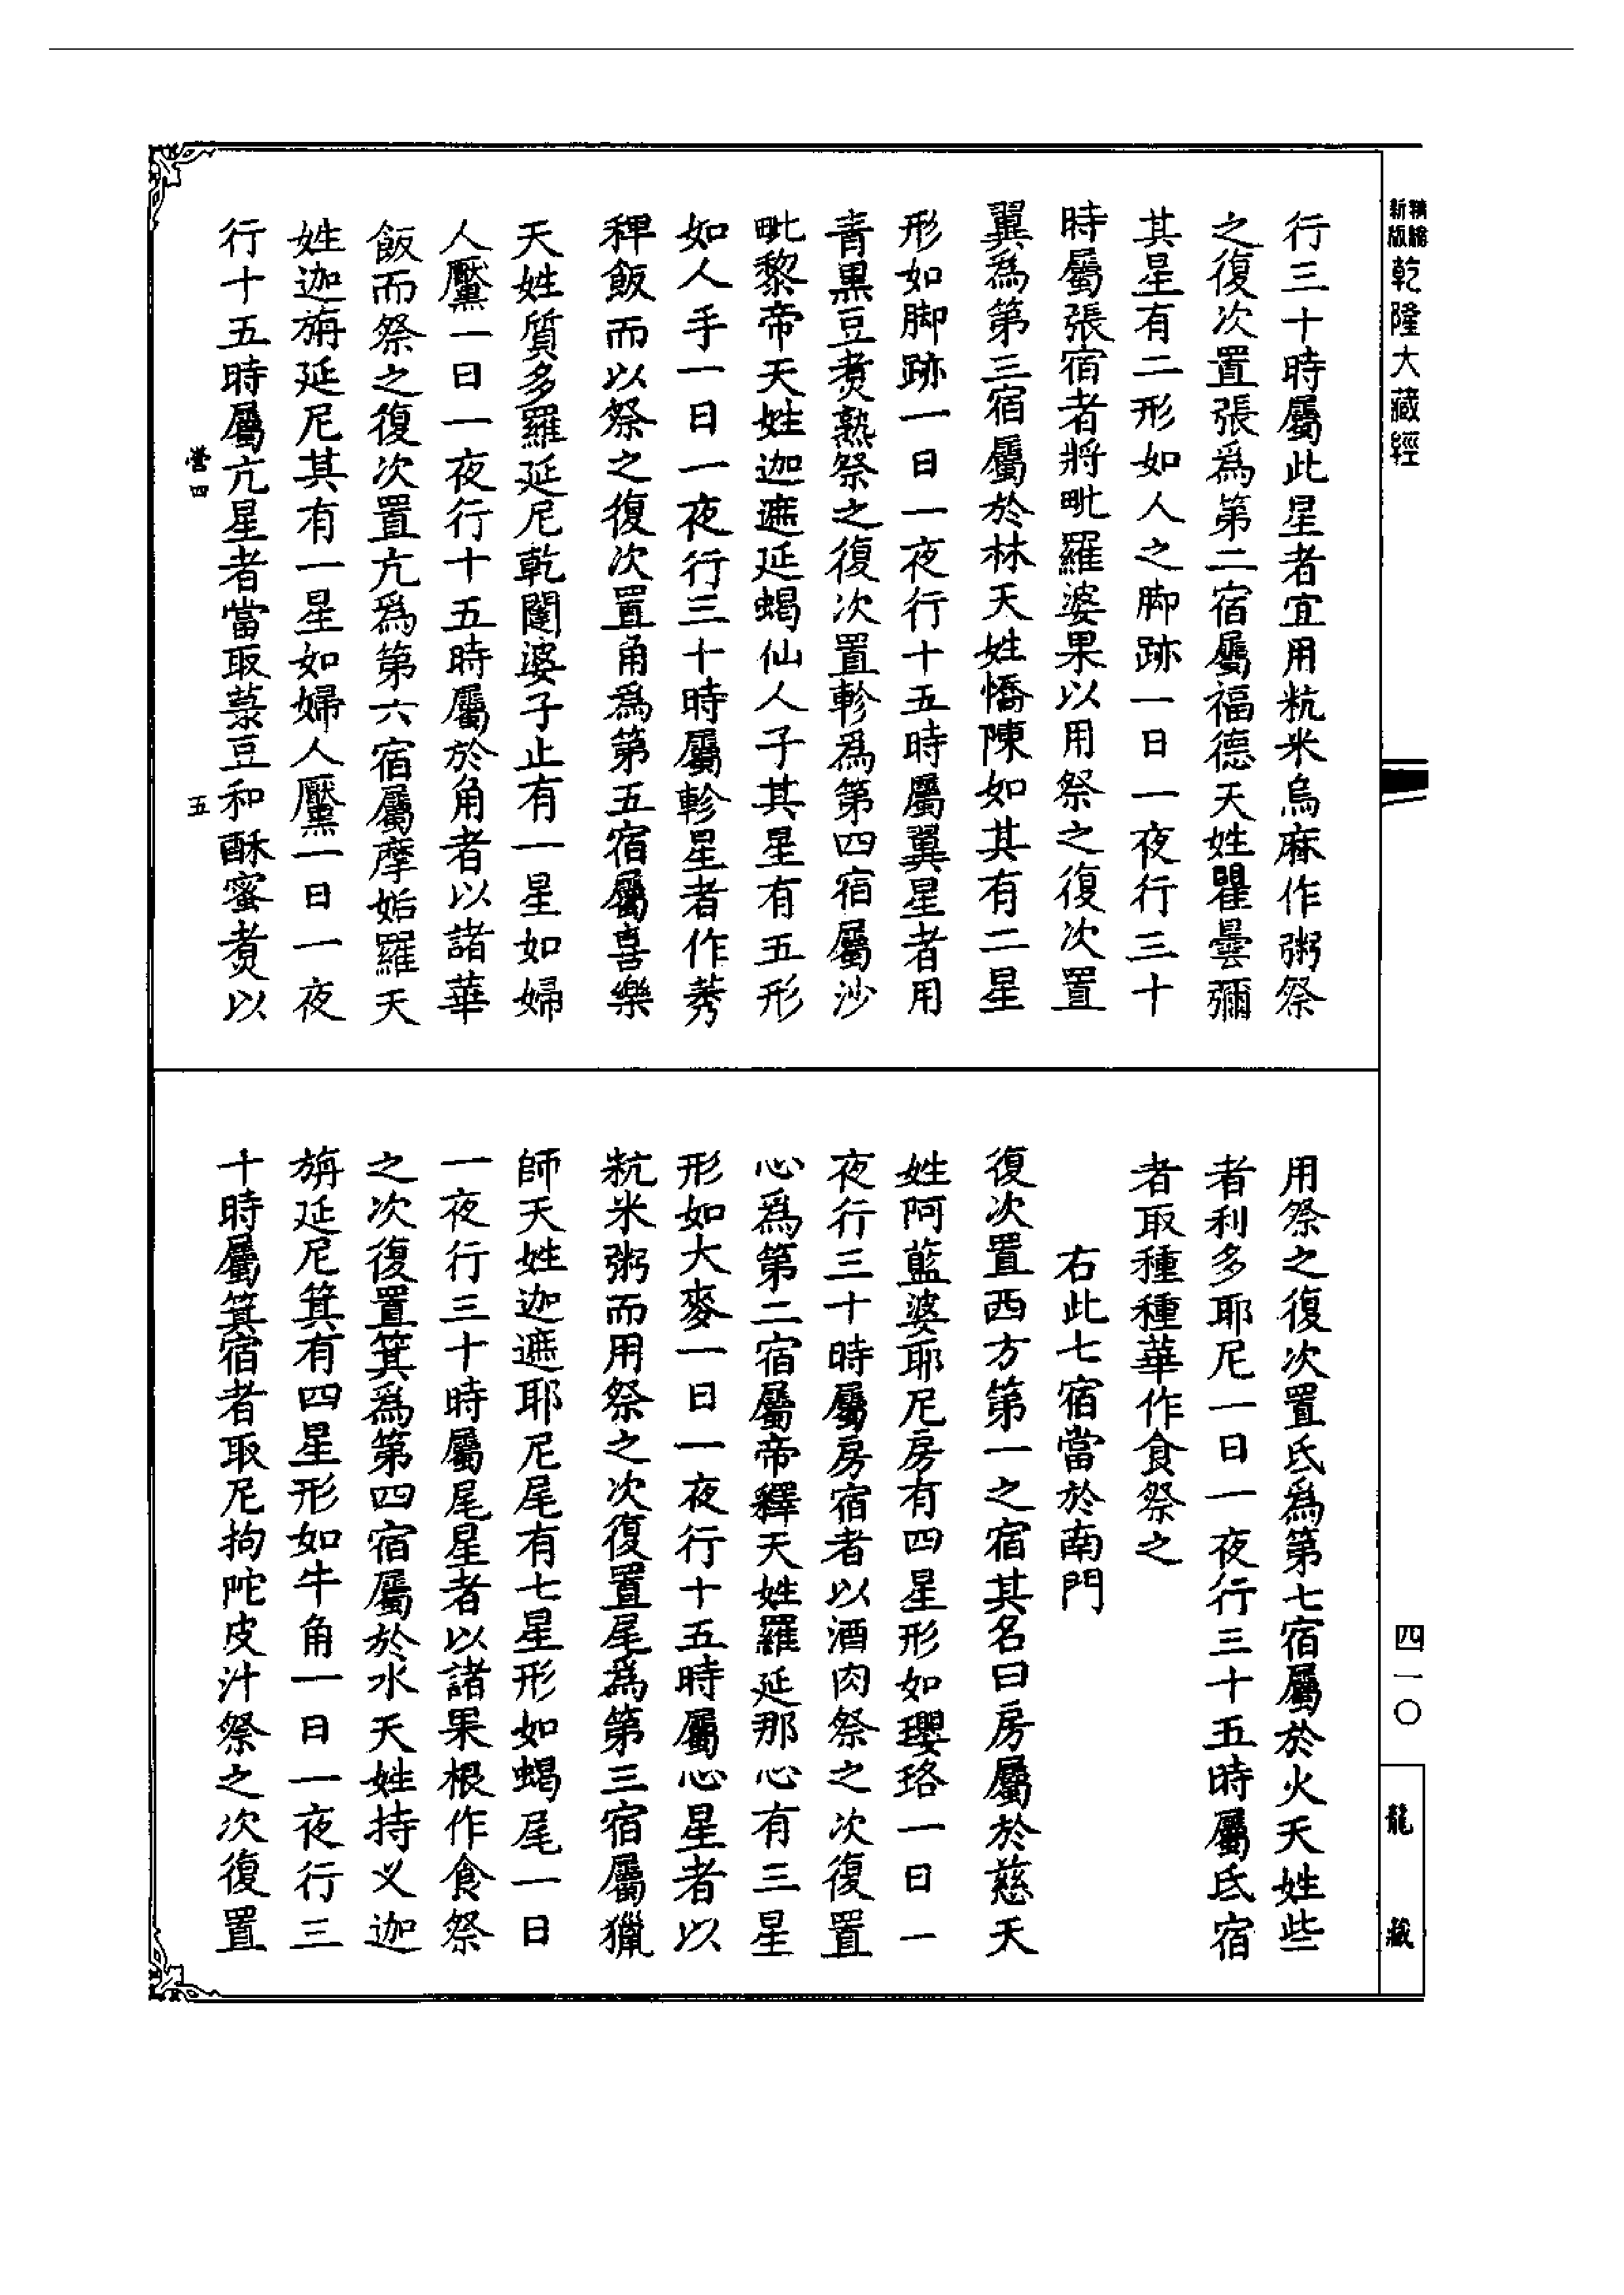 新版 精縮
乾隆大藏經
行三十時屬此星者宜用粇米烏麻作粥祭
之復次置張爲第二宿屬福德天姓瞿曇彌
其星有二形如人之脚跡一日一夜行三十
時屬張宿者將毗羅婆果以用祭之復次置
翼爲第三宿屬於林天姓憍陳如其有二星
形如脚跡一日一夜行十五時屬翼星者用
青黑豆煑熟祭之復次置軫爲第四宿屬沙
毗黎帝天姓迦遮延蝎仙人子其星有五形
如人手一日一夜行三十時屬軫星者作莠
稗飯而以祭之復次置角爲第五宿屬喜樂
天姓質多羅延尼乾闥婆子止有一星如婦
人黶一日一夜行十五時屬於角者以諸華
飯而祭之復次置亢爲第六宿屬摩姤羅天
姓迦旃延尼其有一星如婦人黶一日一夜
行十五時屬亢星者當取菉豆和酥蜜煑以
營四 五
用祭之復次置氐爲第七宿屬於火天姓些
者利多耶尼一日一夜行三十五時屬氐宿
者取種種華作食祭之
右此七宿當於南門
復次置西方第一之宿其名曰房屬於慈天
姓阿藍婆耶尼房有四星形如瓔珞一日一
夜行三十時屬房宿者以酒肉祭之次復置
心爲第二宿屬帝釋天姓羅延那心有三星
形如大麥一日一夜行十五時屬心星者以
粇米粥而用祭之次復置尾爲第三宿屬獵
師天姓迦遮耶尼尾有七星形如蝎尾一日
一夜行三十時屬尾星者以諸果根作食祭
之次復置箕爲第四宿屬於水天姓持义迦
旃延尼箕有四星形如牛角一日一夜行三
十時屬箕宿者取尼拘陀皮汁祭之次復置
四一〇
龍藏